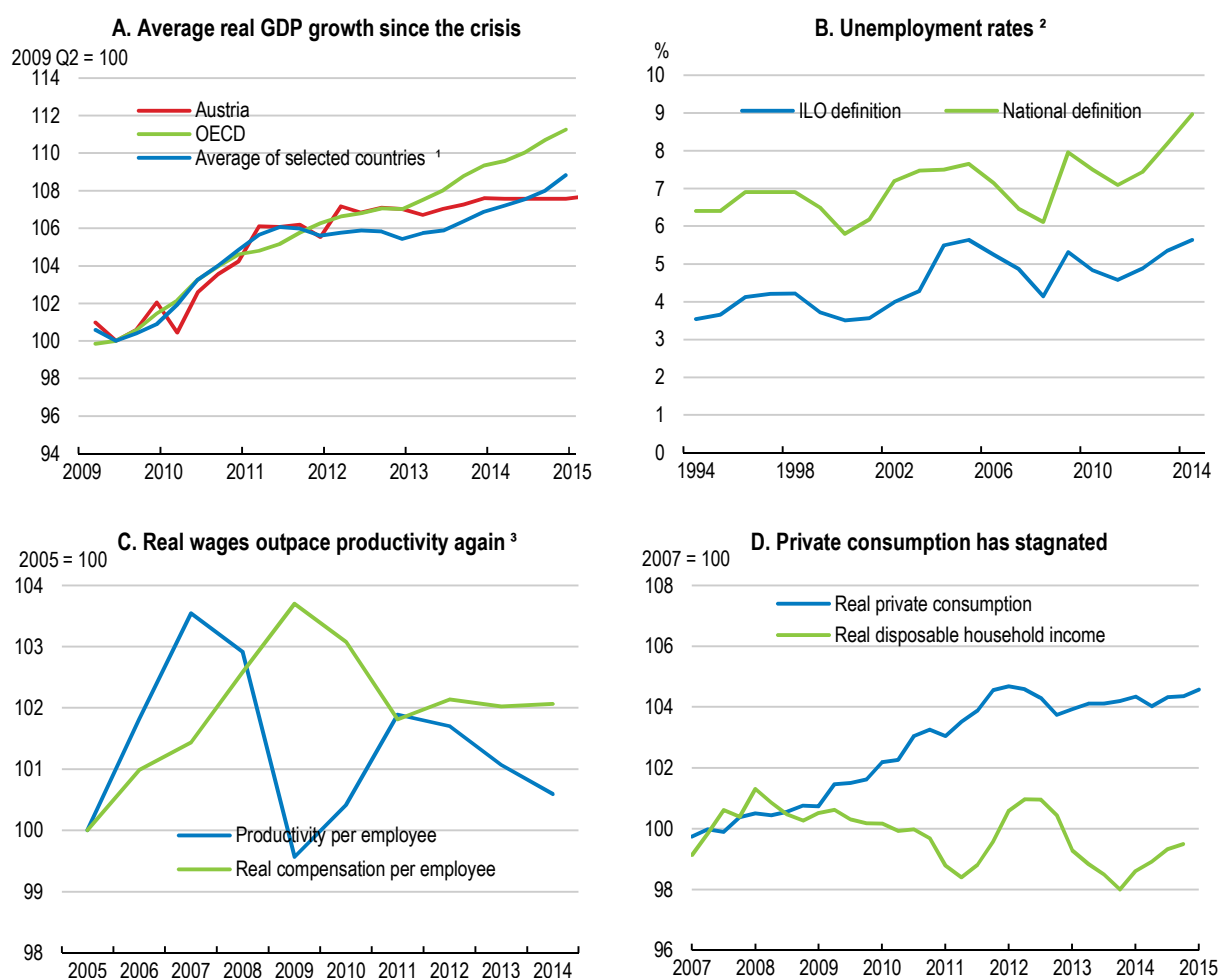 A. Average real GDP growth since the crisis
2009 Q2 = 100
114
112
110
108
106
104
102
100
98
96
94
Austria
OECD
Average of selected countries ¹
2009 2010 2011 2012 2013 2014 2015
B. Unemployment rates ²
%
10
9
8
7
6
5
4
3
2
1
0
ILO definition National definition
1994 1998 2002 2006 2010 2014
C. Real wages outpace productivity again ³
2005 = 100
104
103
102
101
100
99
98
Productivity per employee
Real compensation per employee
2005 2006 2007 2008 2009 2010 2011 2012 2013 2014
D. Private consumption has stagnated
2007 = 100
108
106
104
102
100
98
96
Real private consumption
Real disposable household income
2007 2008 2009 2010 2011 2012 2013 2014 2015